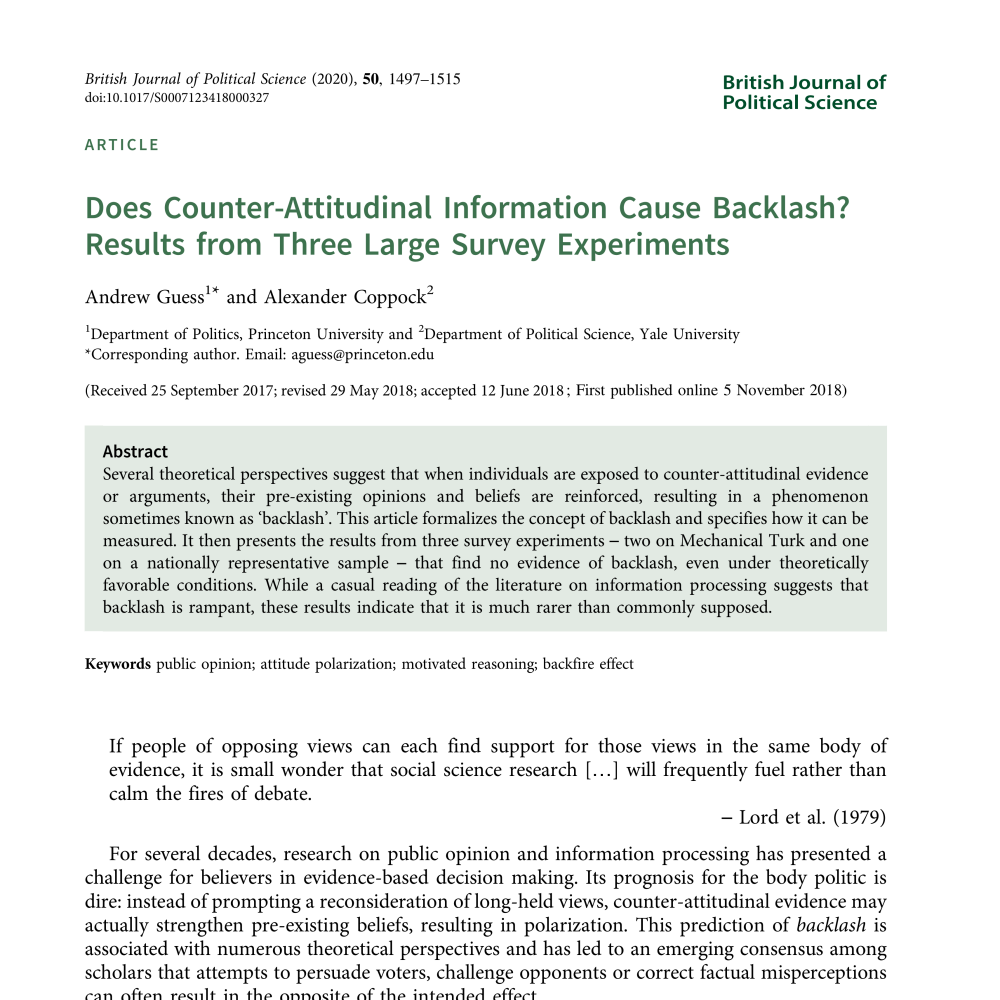 British Journal of Political Science (2020), 50, 1497–1515
doi:10.1017/S0007123418000327
British Journal of
Political Science
ARTICLE
Does Counter-Attitudinal Information Cause Backlash?
Results from Three Large Survey Experiments
Andrew Guess1* and Alexander Coppock2
1Department of Politics, Princeton University and 2Department of Political Science, Yale University
*Corresponding author. Email: aguess@princeton.edu
(Received 25 September 2017; revised 29 May 2018; accepted 12 June 2018; First published online 5 November 2018)
Abstract
Several theoretical perspectives suggest that when individuals are exposed to counter-attitudinal evidence
or arguments, their pre-existing opinions and beliefs are reinforced, resulting in a phenomenon
sometimes known as ‘backlash’. This article formalizes the concept of backlash and specifies how it can be
measured. It then presents the results from three survey experiments – two on Mechanical Turk and one
on a nationally representative sample – that find no evidence of backlash, even under theoretically
favorable conditions. While a casual reading of the literature on information processing suggests that
backlash is rampant, these results indicate that it is much rarer than commonly supposed.
Keywords public opinion; attitude polarization; motivated reasoning; backfire effect
If people of opposing views can each find support for those views in the same body of
evidence, it is small wonder that social science research […] will frequently fuel rather than
calm the fires of debate.
– Lord et al. (1979)
For several decades, research on public opinion and information processing has presented a
challenge for believers in evidence-based decision making. Its prognosis for the body politic is
dire: instead of prompting a reconsideration of long-held views, counter-attitudinal evidence may
actually strengthen pre-existing beliefs, resulting in polarization. This prediction of backlash is
associated with numerous theoretical perspectives and has led to an emerging consensus among
scholars that attempts to persuade voters, challenge opponents or correct factual misperceptions
can often result in the opposite of the intended effect.